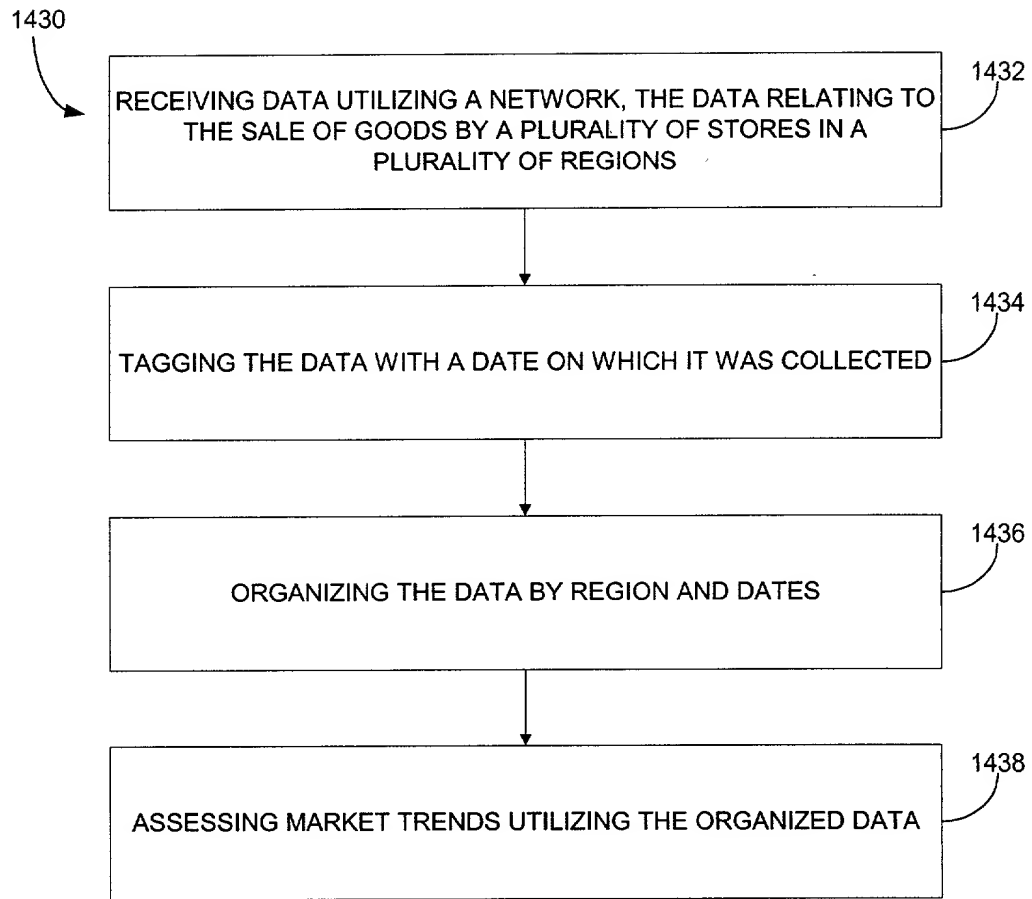 1430
1432
RECEIVING DATA UTILIZING A NETWORK, THE DATA RELATING TO
THE SALE OF GOODS BY A PLURALITY OF STORES IN A
PLURALITY OF REGIONS
1434
TAGGING THE DATA WITH A DATE ON WHICH IT WAS COLLECTED
1436
ORGANIZING THE DATA BY REGION AND DATES
1438
ASSESSING MARKET TRENDS UTILIZING THE ORGANIZED DATA